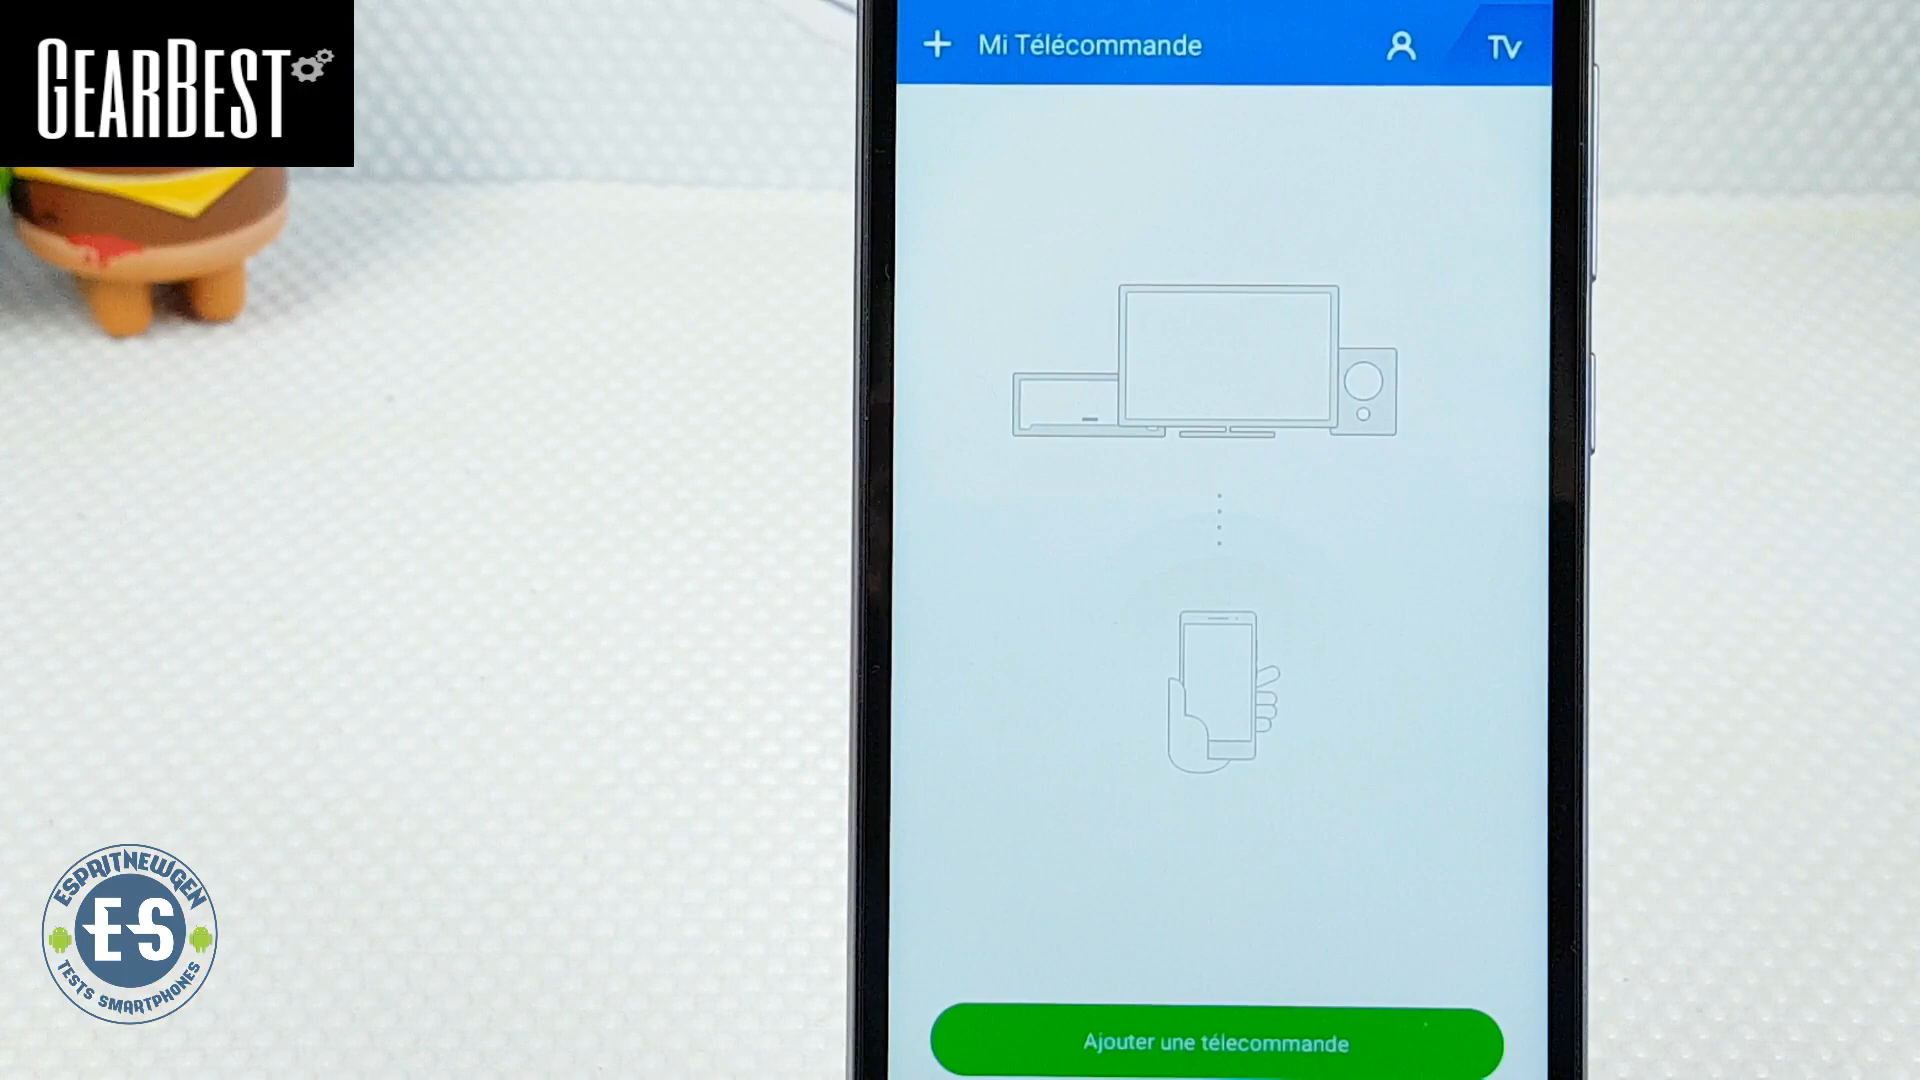 GEARBEST
Mi Télécommande
TV
ESPRITNEWGEN
ES
TESTS SMARTPHONES
Ajouter une télecommande